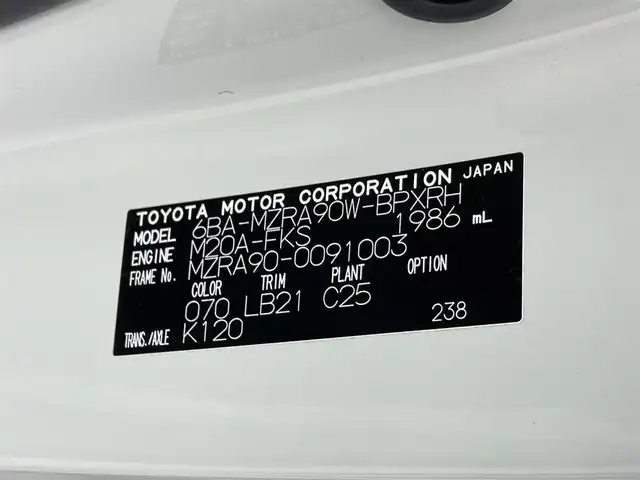 TOYOTA MOTOR CORPORATION JAPAN
MODEL 6BA-MZRA90W-BPXRH
ENGINE M20A-FKS 1986 mL
FRAME No. MZRA90-0091003
COLOR TRIM PLANT OPTION
070 LB21 C25
TRANS./AXLE K120 238